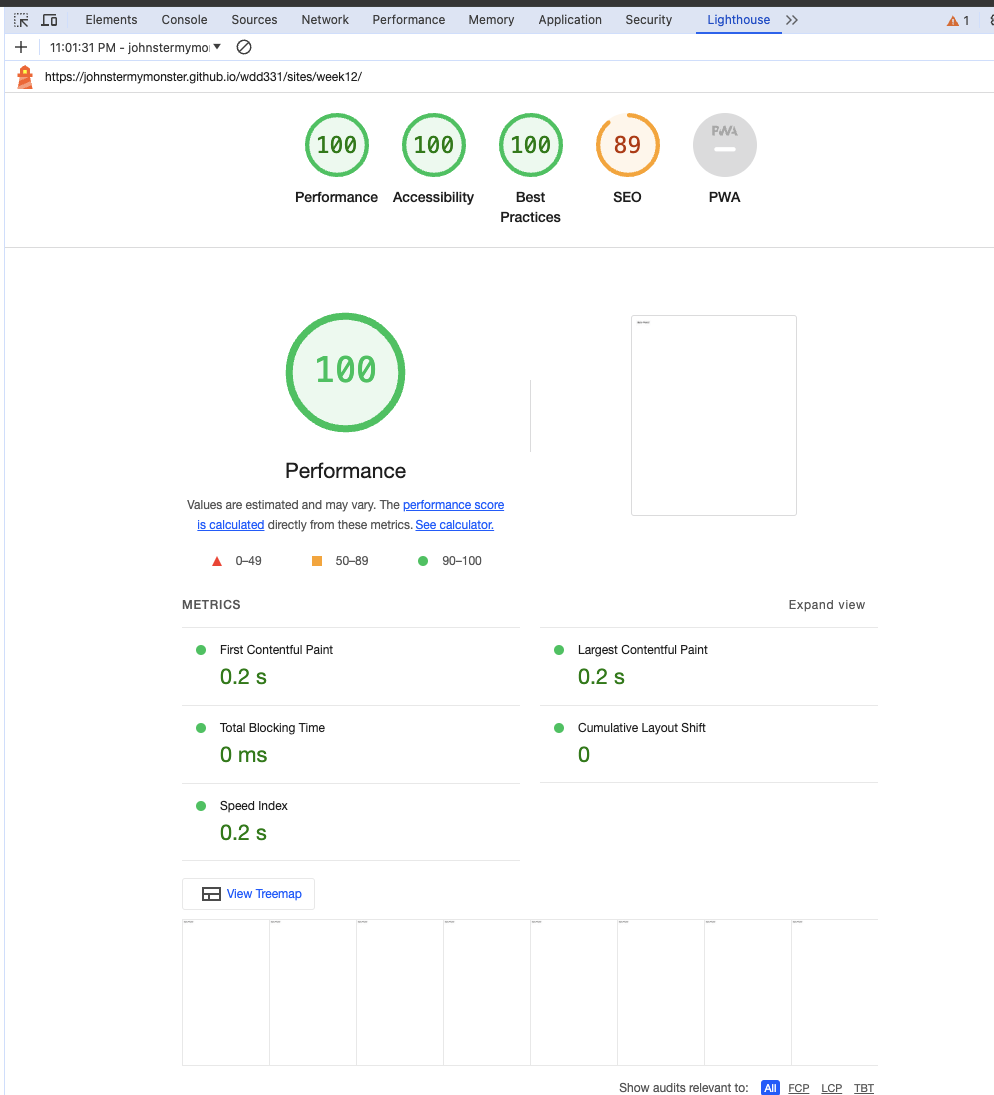 Elements Console Sources Network Performance Memory Application Security Lighthouse 1
11:01:31 PM - johnstermymo
https://johnstermymonster.github.io/wdd331/sites/week12/
100 100 100 89 PWA
Performance Accessibility Best Practices SEO PWA
100
Performance
Values are estimated and may vary. The performance score
is calculated directly from these metrics. See calculator.
0–49 50–89 90–100
METRICS Expand view
First Contentful Paint
0.2 s
Largest Contentful Paint
0.2 s
Total Blocking Time
0 ms
Cumulative Layout Shift
0
Speed Index
0.2 s
View Treemap
Show audits relevant to: All FCP LCP TBT